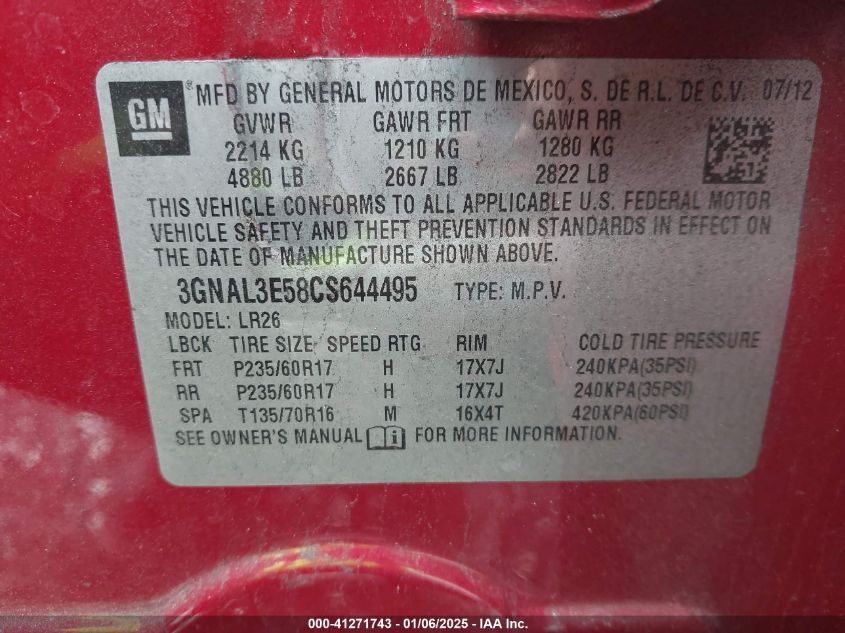 GM ® MFD BY GENERAL MOTORS DE MEXICO, S. DE R.L. DE C.V. 07/12
GVWR GAWR FRT GAWR RR
2214 KG 1210 KG 1280 KG
4880 LB 2667 LB 2822 LB
THIS VEHICLE CONFORMS TO ALL APPLICABLE U.S. FEDERAL MOTOR
VEHICLE SAFETY AND THEFT PREVENTION STANDARDS IN EFFECT ON
THE DATE OF MANUFACTURE SHOWN ABOVE.
3GNAL3E58CS644495 TYPE: M.P.V.
MODEL: LR26
LBCK TIRE SIZE SPEED RTG RIM COLD TIRE PRESSURE
FRT P235/60R17 H 17X7J 240KPA(35PSI)
RR P235/60R17 H 17X7J 240KPA(35PSI)
SPA T135/70R16 M 16X4T 420KPA(60PSI)
SEE OWNER'S MANUAL i FOR MORE INFORMATION.
000-41271743 - 01/06/2025 - IAA Inc.